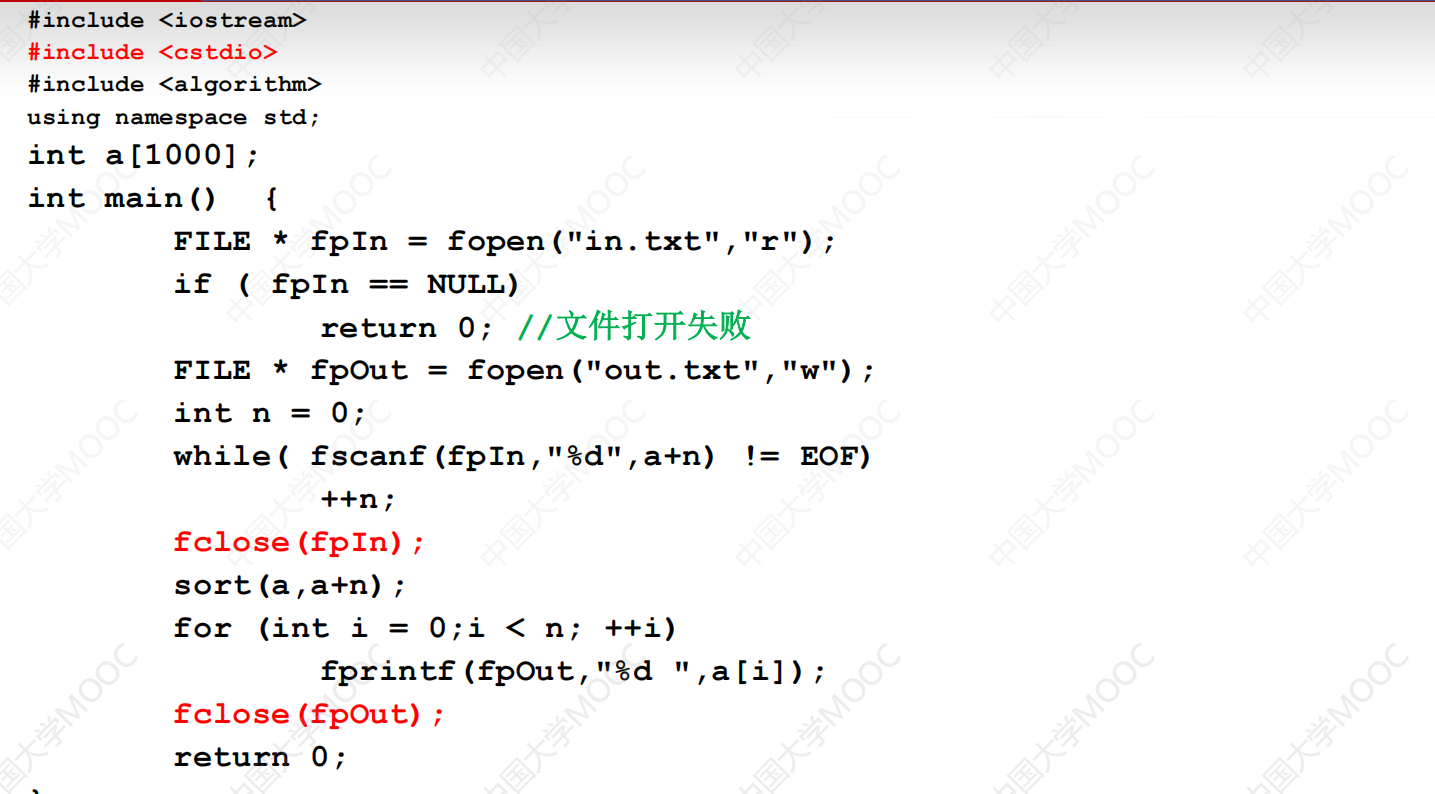 #include <iostream>
#include <cstdio>
#include <algorithm>
using namespace std;
int a[1000];
int main()  {
FILE * fpIn = fopen("in.txt","r");
if ( fpIn == NULL)
return 0; //文件打开失败
FILE * fpOut = fopen("out.txt","w");
int n = 0;
while( fscanf(fpIn,"%d",a+n) != EOF)
++n;
fclose(fpIn);
sort(a,a+n);
for (int i = 0;i < n; ++i)
fprintf(fpOut,"%d ",a[i]);
fclose(fpOut);
return 0;
中国大学MOOC